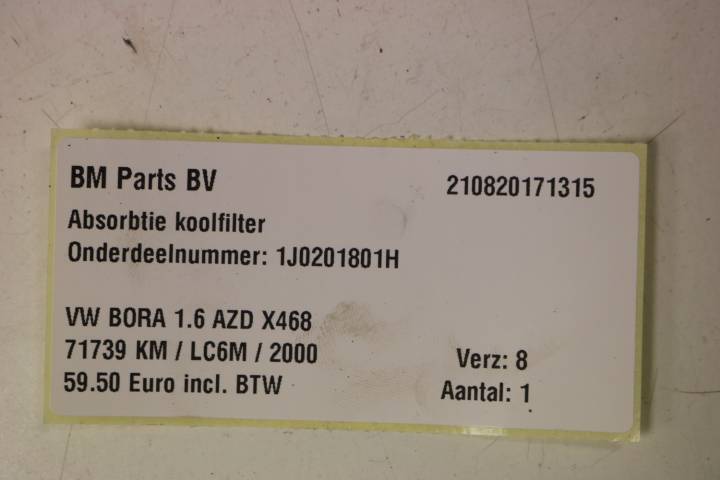 BM Parts BV 210820171315
Absorbtie koolfilter
Onderdeelnummer: 1J0201801H
VW BORA 1.6 AZD X468
71739 KM / LC6M / 2000 Verz: 8
59.50 Euro incl. BTW Aantal: 1